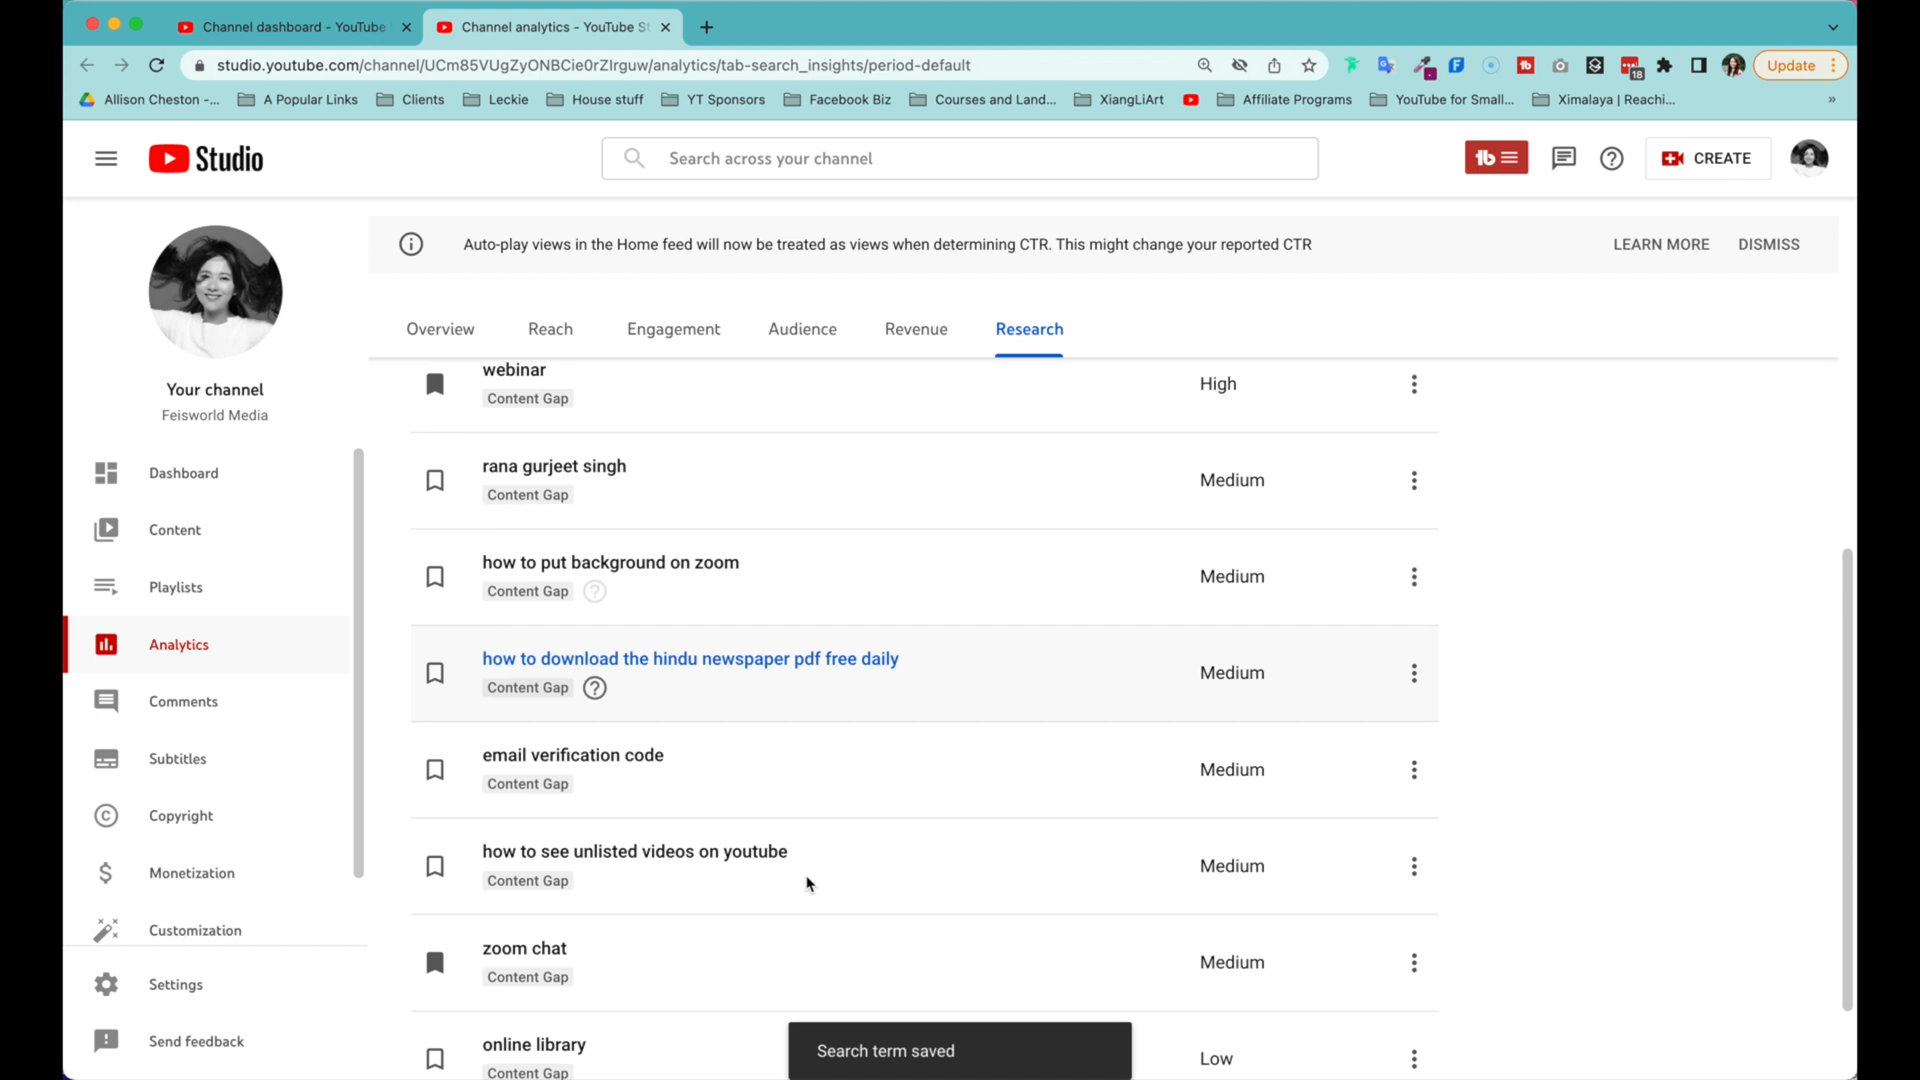 Channel dashboard - YouTube
Channel analytics - YouTube St
studio.youtube.com/channel/UCm85VUgZyONBCie0rZIrguw/analytics/tab-search_insights/period-default
18
Update
Allison Cheston -...
A Popular Links
Clients
Leckie
House stuff
YT Sponsors
Facebook Biz
Courses and Land...
XiangLiArt
Affiliate Programs
YouTube for Small...
Ximalaya | Reachi...
Studio
Search across your channel
CREATE
Auto-play views in the Home feed will now be treated as views when determining CTR. This might change your reported CTR
LEARN MORE
DISMISS
Your channel
Feisworld Media
Dashboard
Content
Playlists
Analytics
Comments
Subtitles
Copyright
Monetization
Customization
Settings
Send feedback
Overview
Reach
Engagement
Audience
Revenue
Research
webinar
Content Gap
High
rana gurjeet singh
Content Gap
Medium
how to put background on zoom
Content Gap
Medium
how to download the hindu newspaper pdf free daily
Content Gap
Medium
email verification code
Content Gap
Medium
how to see unlisted videos on youtube
Content Gap
Medium
zoom chat
Content Gap
Medium
online library
Content Gap
Low
Search term saved